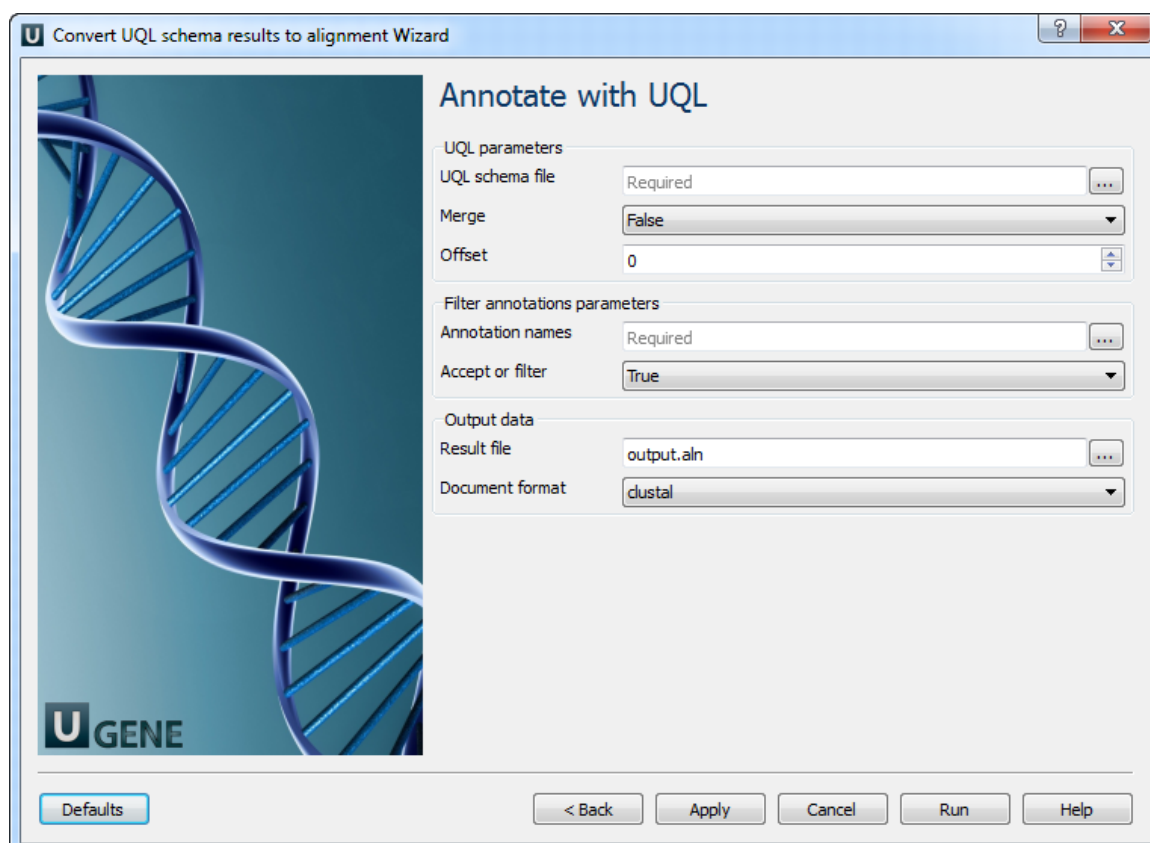 U Convert UQL schema results to alignment Wizard
?
X
Annotate with UQL
UQL parameters
UQL schema file Required ...
Merge False
Offset 0
Filter annotations parameters
Annotation names Required ...
Accept or filter True
Output data
Result file output.aln ...
Document format clustal
U GENE
Defaults < Back Apply Cancel Run Help